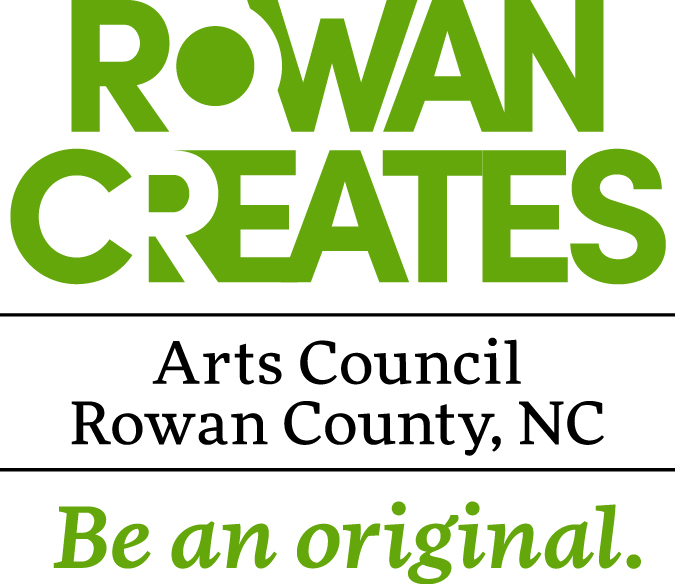 ROWAN
CREATES
Arts Council
Rowan County, NC
Be an original.